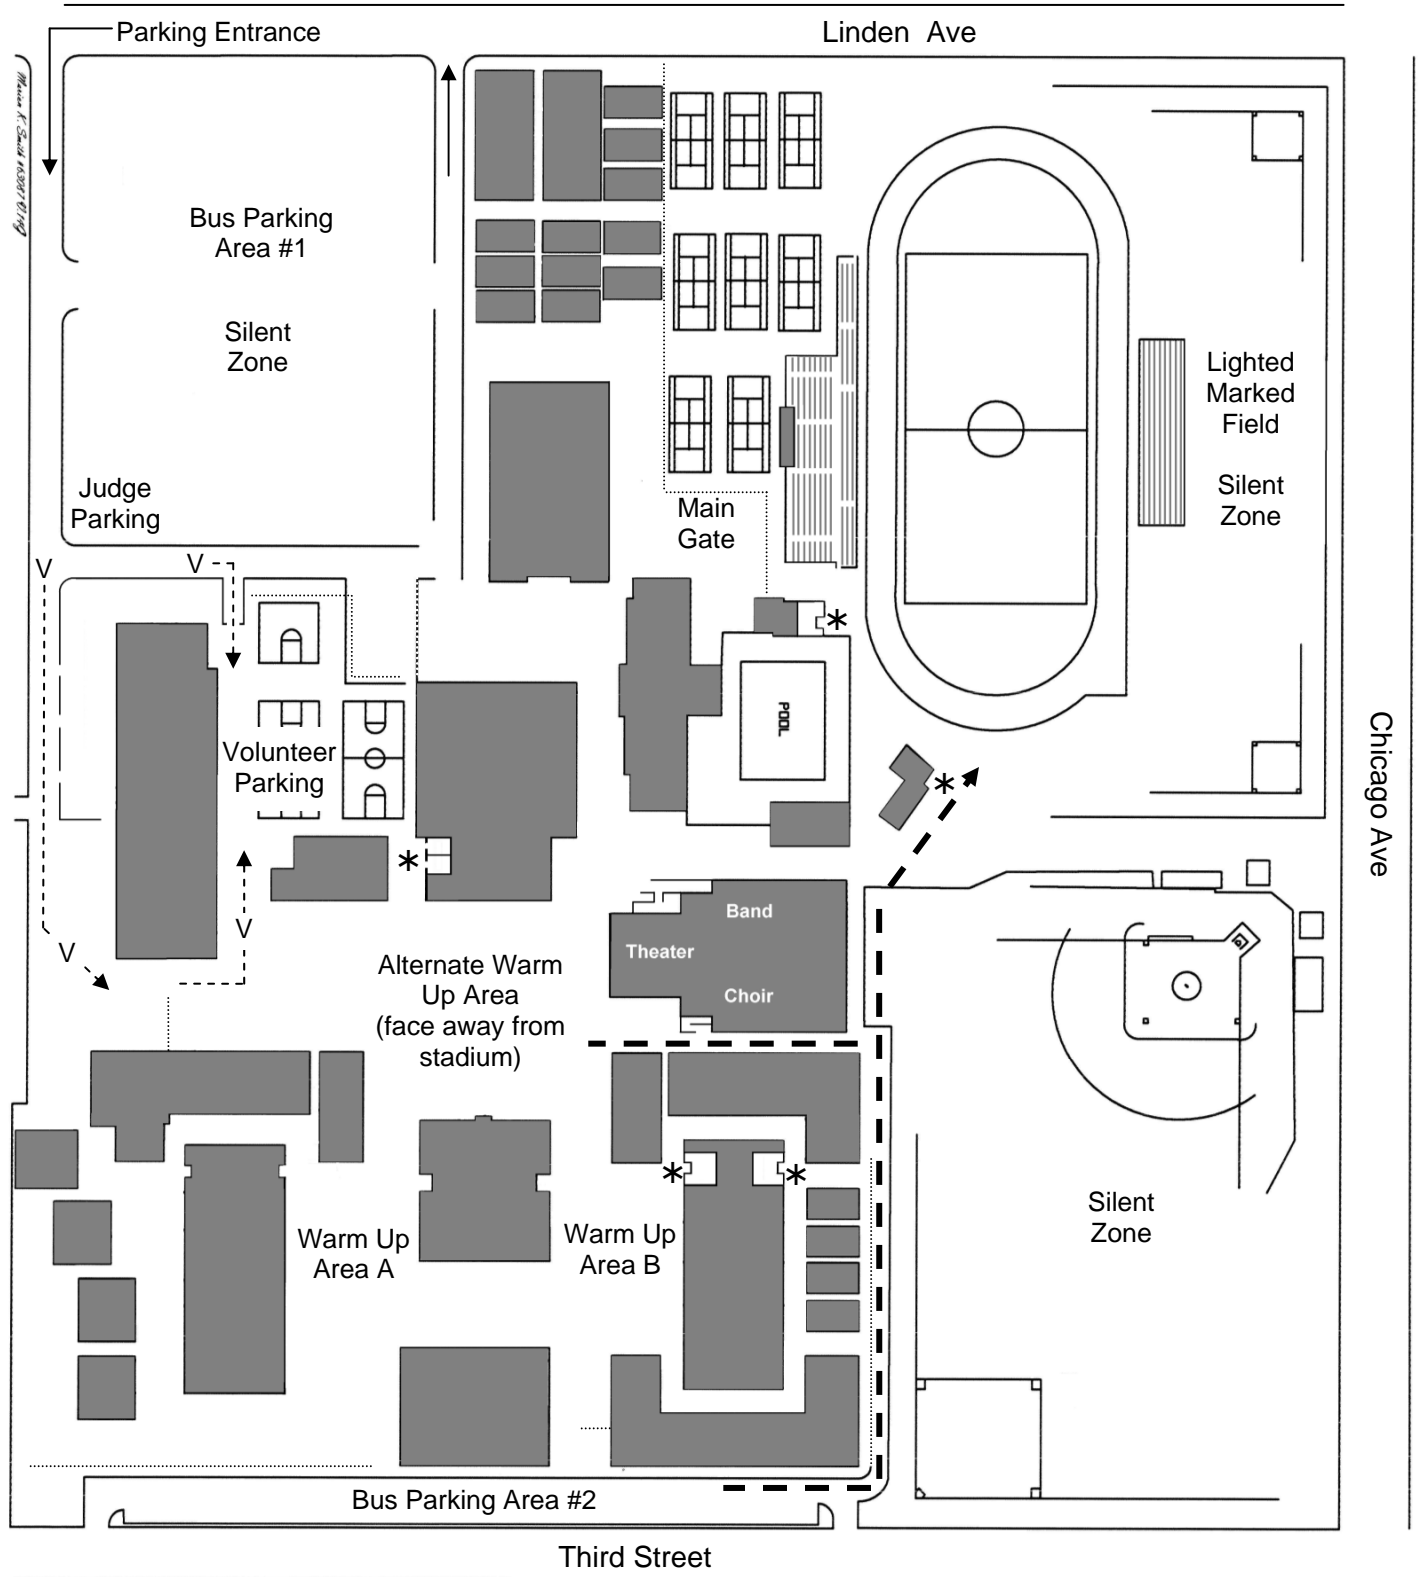 Linden  Ave
Parking Entrance
Bus Parking
Area #1
Silent
Zone
Judge
Parking
Lighted
Marked
Field
Silent
Zone
Main
Gate
V
V
POOL
Volunteer
Parking
Chicago Ave
*
*
*
Band
Theater
Choir
V
V
Alternate Warm
Up Area
(face away from
stadium)
*
*
Silent
Zone
Warm Up
Area A
Warm Up
Area B
Bus Parking Area #2
Third Street